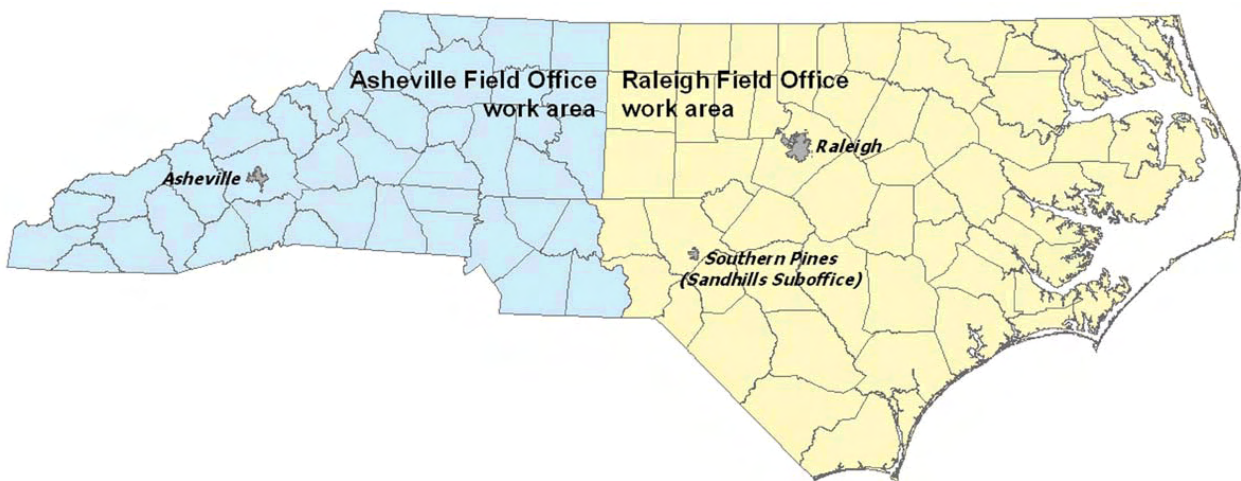 Asheville Field Office
work area
Raleigh Field Office
work area
Raleigh
Asheville
Southern Pines
(Sandhills Suboffice)